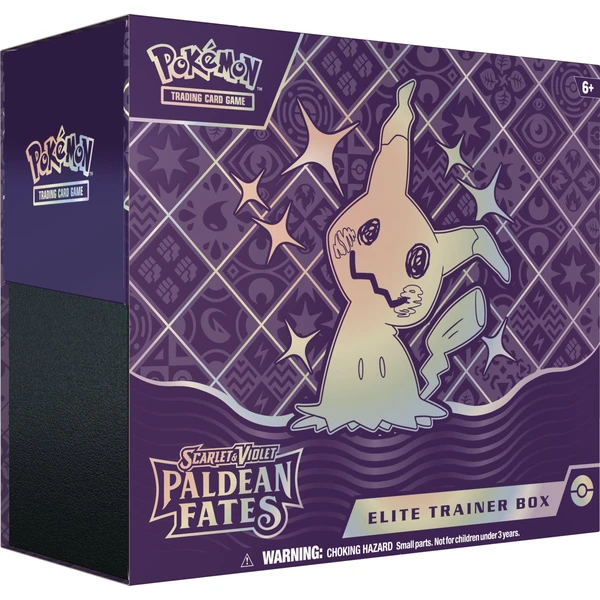 POKéMON
TRADING CARD GAME
™
6+
POKéMON
TRADING CARD GAME
SCARLET & VIOLET
PALDEAN
FATES
ELITE TRAINER BOX
⚠ WARNING: CHOKING HAZARD Small parts. Not for children under 3 years.